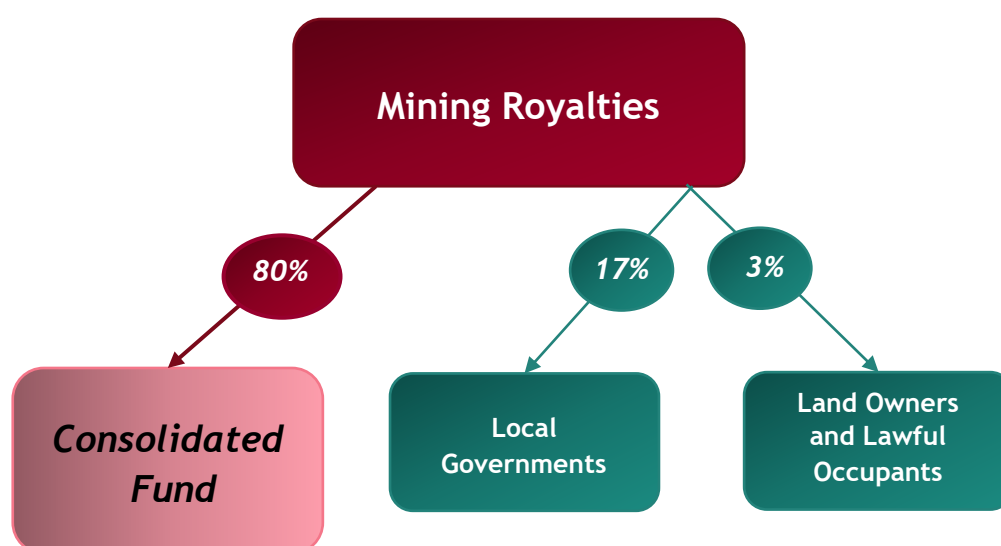 Mining Royalties
80%
17%
3%
Consolidated
Fund
Local
Governments
Land Owners
and Lawful
Occupants